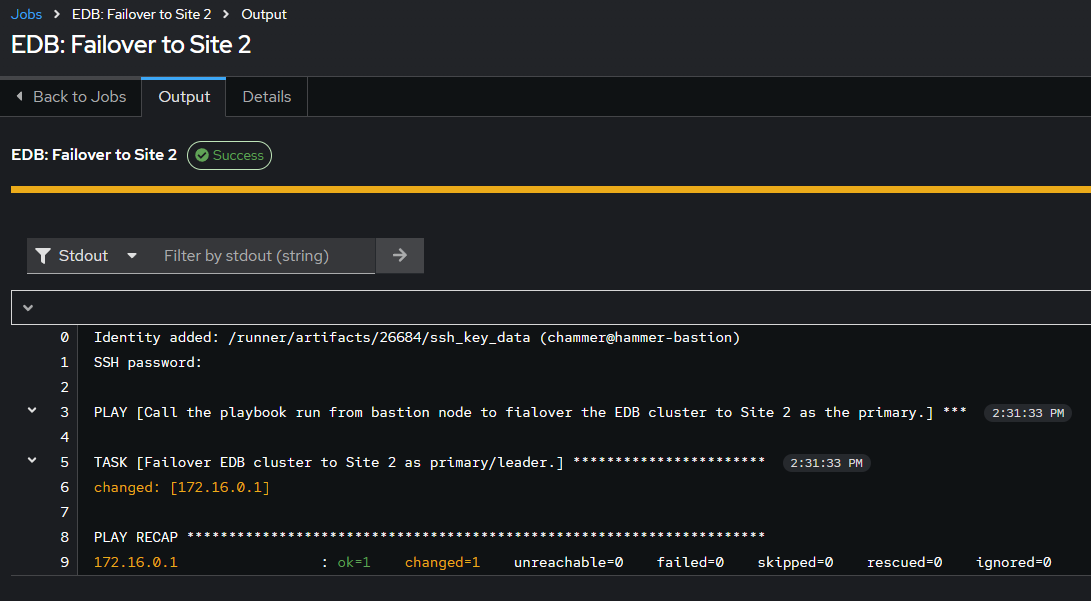 Jobs > EDB: Failover to Site 2 > Output
EDB: Failover to Site 2
Back to Jobs Output Details
EDB: Failover to Site 2 Success
Stdout Filter by stdout (string)
0 Identity added: /runner/artifacts/26684/ssh_key_data (chammer@hammer-bastion)
1 SSH password:
2
3 PLAY [Call the playbook run from bastion node to fialover the EDB cluster to Site 2 as the primary.] *** 2:31:33 PM
4
5 TASK [Failover EDB cluster to Site 2 as primary/leader.] *********************** 2:31:33 PM
6 changed: [172.16.0.1]
7
8 PLAY RECAP *********************************************************************
9 172.16.0.1 : ok=1 changed=1 unreachable=0 failed=0 skipped=0 rescued=0 ignored=0